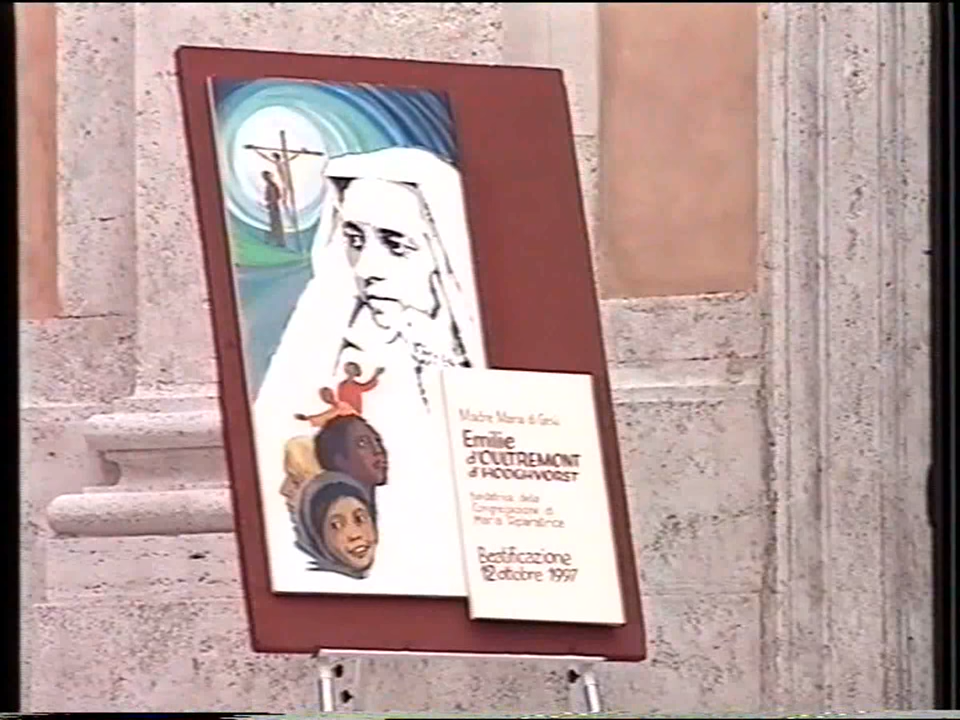 Madre Maria di Gesù
Emilie
d'OULTREMONT
d'HOOGHVORST
fondatrice della
Congregazione di
Maria Riparatrice
Beatificazione
12 ottobre 1997